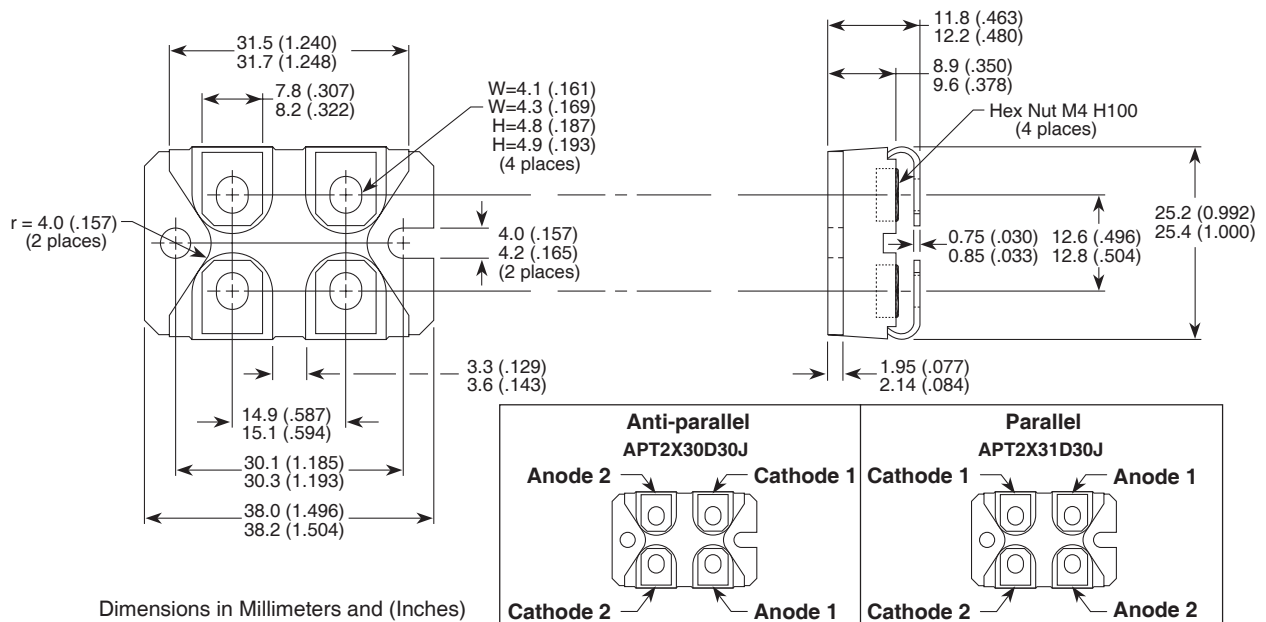 31.5 (1.240)
31.7 (1.248)
7.8 (.307)
8.2 (.322)
W=4.1 (.161)
W=4.3 (.169)
H=4.8 (.187)
H=4.9 (.193)
(4 places)
r = 4.0 (.157)
(2 places)
4.0 (.157)
4.2 (.165)
(2 places)
3.3 (.129)
3.6 (.143)
14.9 (.587)
15.1 (.594)
30.1 (1.185)
30.3 (1.193)
38.0 (1.496)
38.2 (1.504)
11.8 (.463)
12.2 (.480)
8.9 (.350)
9.6 (.378)
Hex Nut M4 H100
(4 places)
0.75 (.030)
0.85 (.033)
12.6 (.496)
12.8 (.504)
25.2 (0.992)
25.4 (1.000)
1.95 (.077)
2.14 (.084)
Anti-parallel
APT2X30D30J
Anode 2
Cathode 1
Cathode 2
Anode 1
Parallel
APT2X31D30J
Cathode 1
Anode 1
Cathode 2
Anode 2
Dimensions in Millimeters and (Inches)